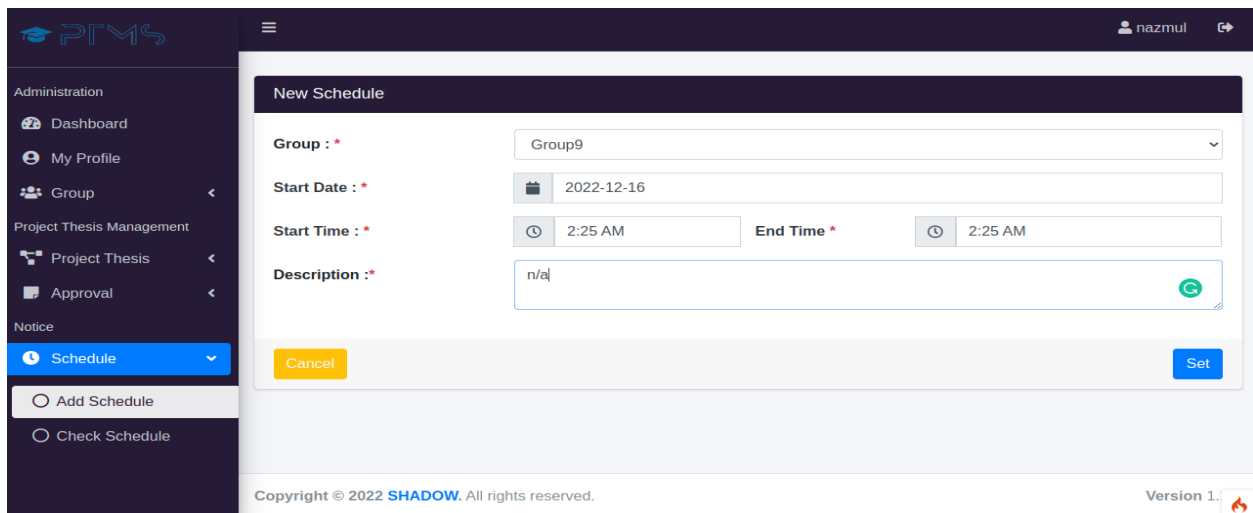 PTMS
nazmul
Administration
Dashboard
My Profile
Group
Project Thesis Management
Project Thesis
Approval
Notice
Schedule
Add Schedule
Check Schedule
New Schedule
Group : *
Group9
Start Date : *
2022-12-16
Start Time : *
2:25 AM
End Time *
2:25 AM
Description :*
n/a
Cancel
Set
Copyright © 2022 SHADOW. All rights reserved.
Version 1.